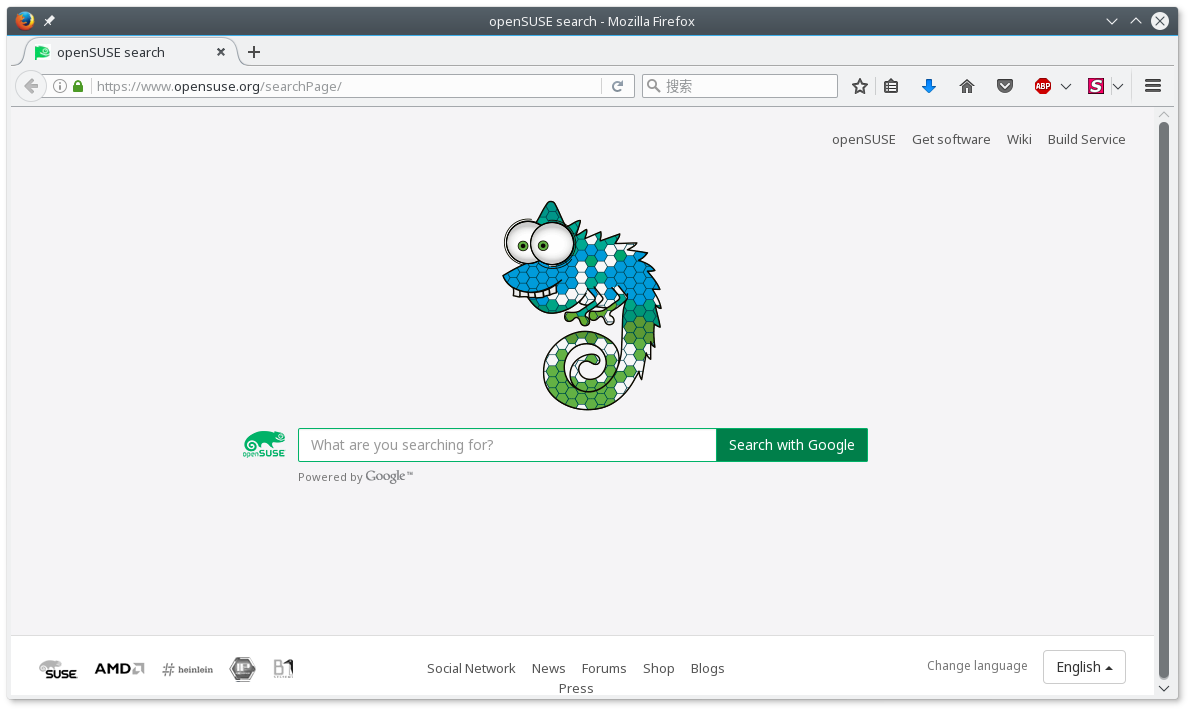 openSUSE search - Mozilla Firefox
openSUSE search
https://www.opensuse.org/searchPage/
搜索
ABP
S
openSUSE Get software Wiki Build Service
openSUSE
What are you searching for?
Search with Google
Powered by Google™
SUSE AMD # heinlein B1
Social Network News Forums Shop Blogs
Press
Change language
English